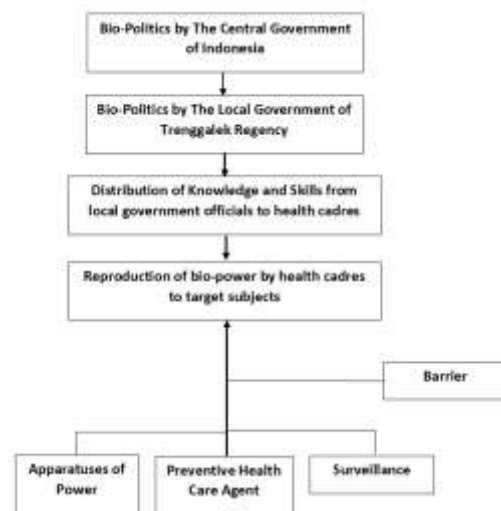 Bio-Politics by The Central Government
of Indonesia
Bio-Politics by The Local Government of
Trenggalek Regency
Distribution of Knowledge and Skills from
local government officials to health cadres
Reproduction of bio-power by health cadres
to target subjects
Barrier
Apparatuses of
Power
Preventive Health
Care Agent
Surveillance